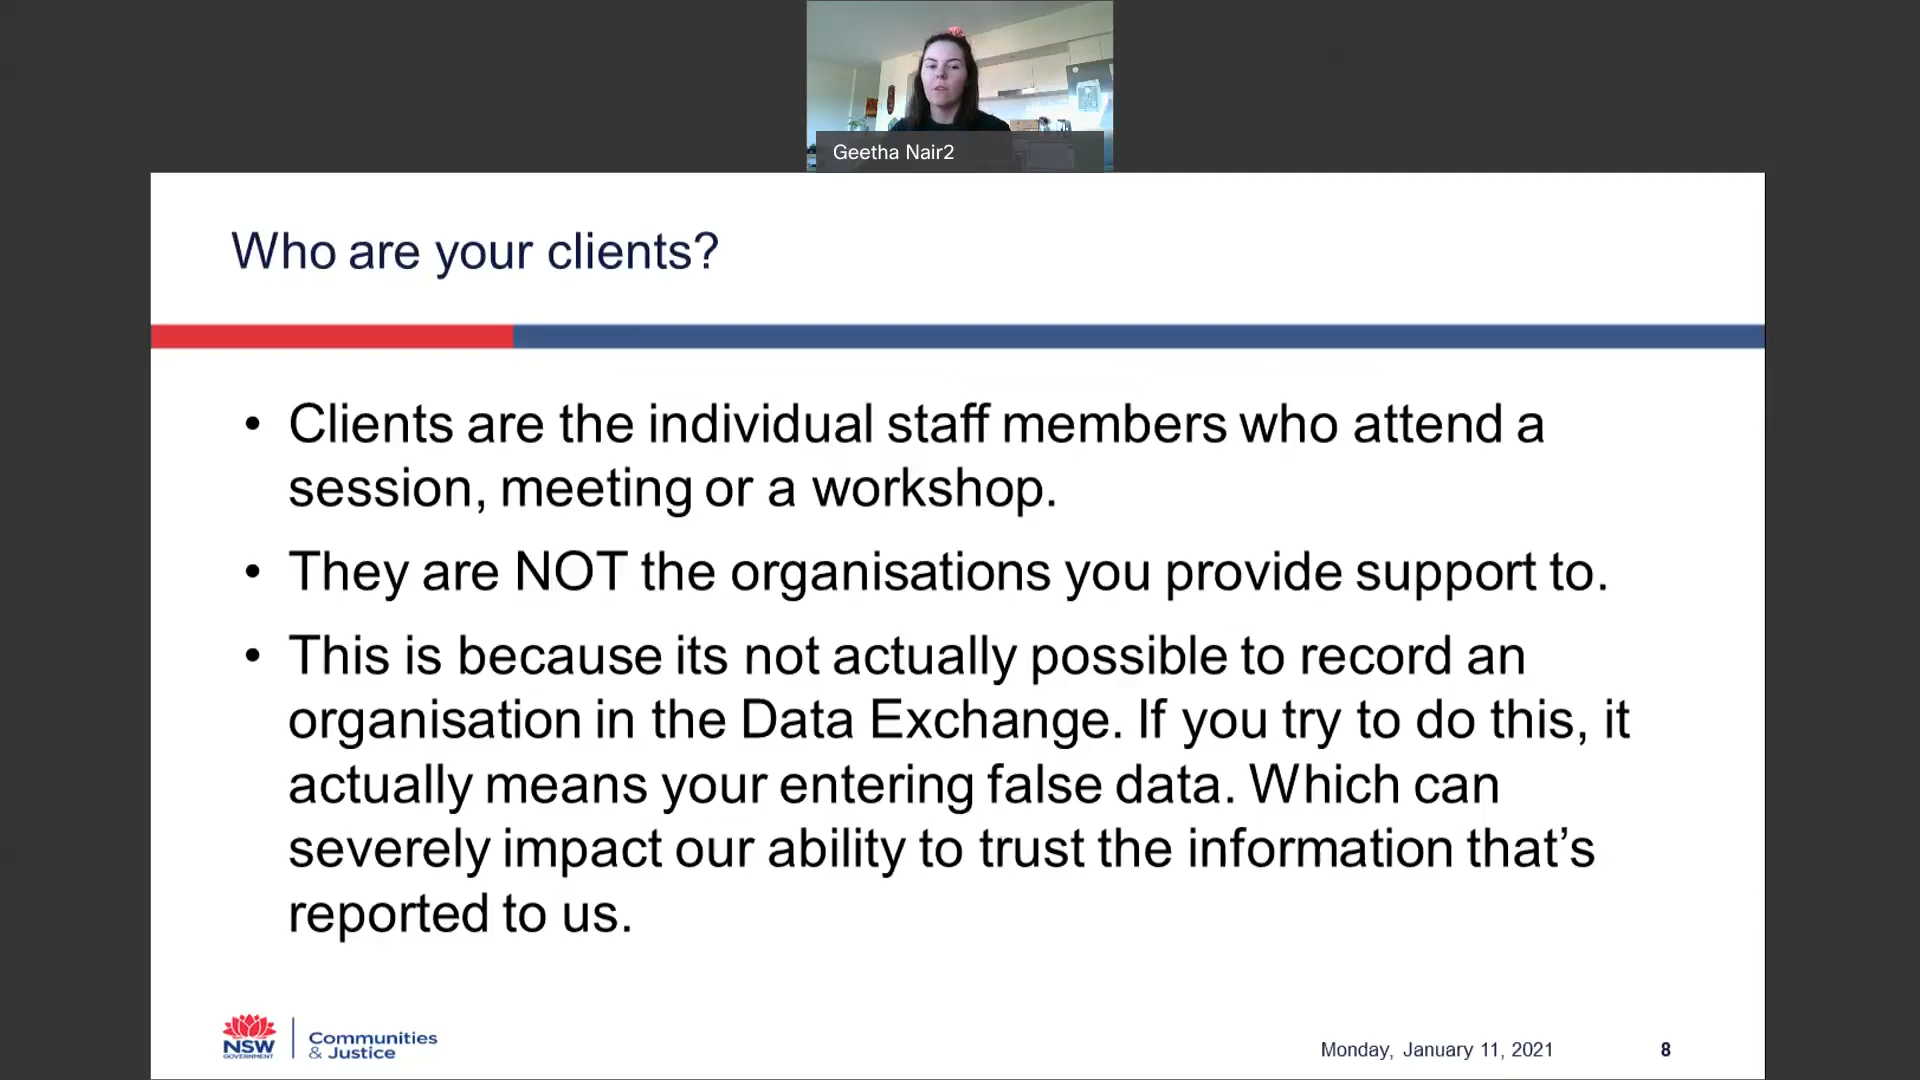 Geetha Nair2
Who are your clients?
• Clients are the individual staff members who attend a
session, meeting or a workshop.
• They are NOT the organisations you provide support to.
• This is because its not actually possible to record an
organisation in the Data Exchange. If you try to do this, it
actually means your entering false data. Which can
severely impact our ability to trust the information that’s
reported to us.
NSW
GOVERNMENT
Communities
& Justice
Monday, January 11, 2021
8